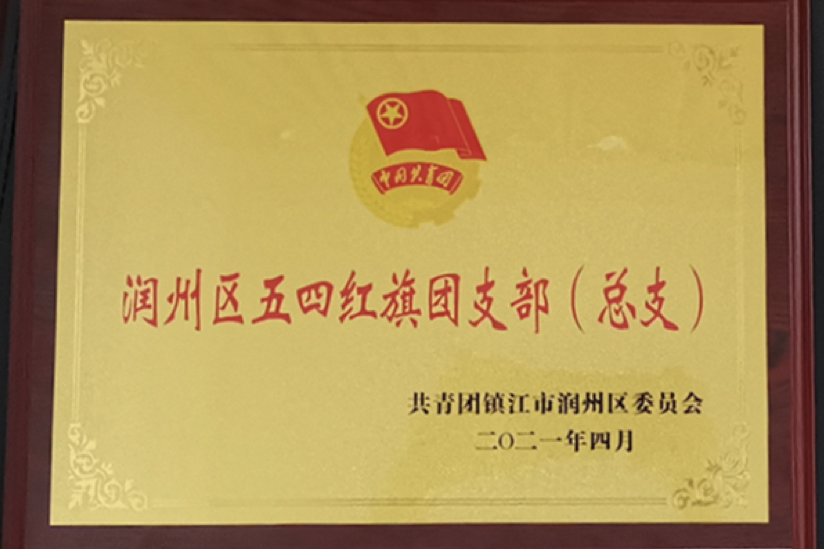 中国共青团
润州区五四红旗团支部（总支）
共青团镇江市润州区委员会
二〇二一年四月